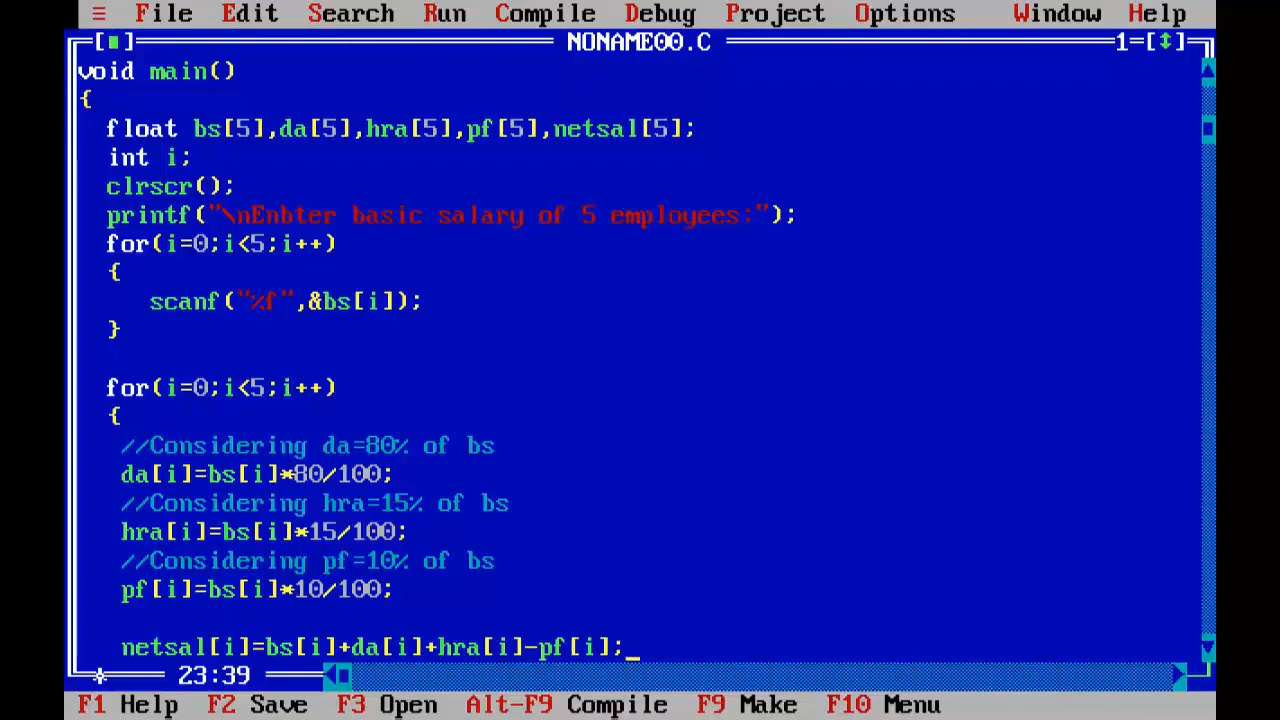 ≡ File Edit Search Run Compile Debug Project Options Window Help
[■] NONAME00.C 1=[↕]
void main()
{
float bs[5],da[5],hra[5],pf[5],netsal[5];
int i;
clrscr();
printf("\nEnbter basic salary of 5 employees:");
for(i=0;i<5;i++)
{
scanf("%f",&bs[i]);
}
for(i=0;i<5;i++)
{
//Considering da=80% of bs
da[i]=bs[i]*80/100;
//Considering hra=15% of bs
hra[i]=bs[i]*15/100;
//Considering pf=10% of bs
pf[i]=bs[i]*10/100;
netsal[i]=bs[i]+da[i]+hra[i]-pf[i];_
* 23:39
F1 Help F2 Save F3 Open Alt-F9 Compile F9 Make F10 Menu